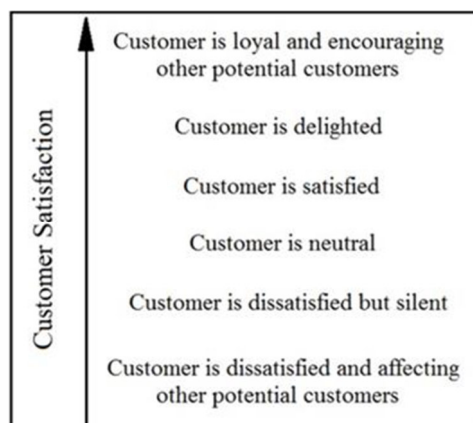 Customer Satisfaction
Customer is loyal and encouraging
other potential customers
Customer is delighted
Customer is satisfied
Customer is neutral
Customer is dissatisfied but silent
Customer is dissatisfied and affecting
other potential customers